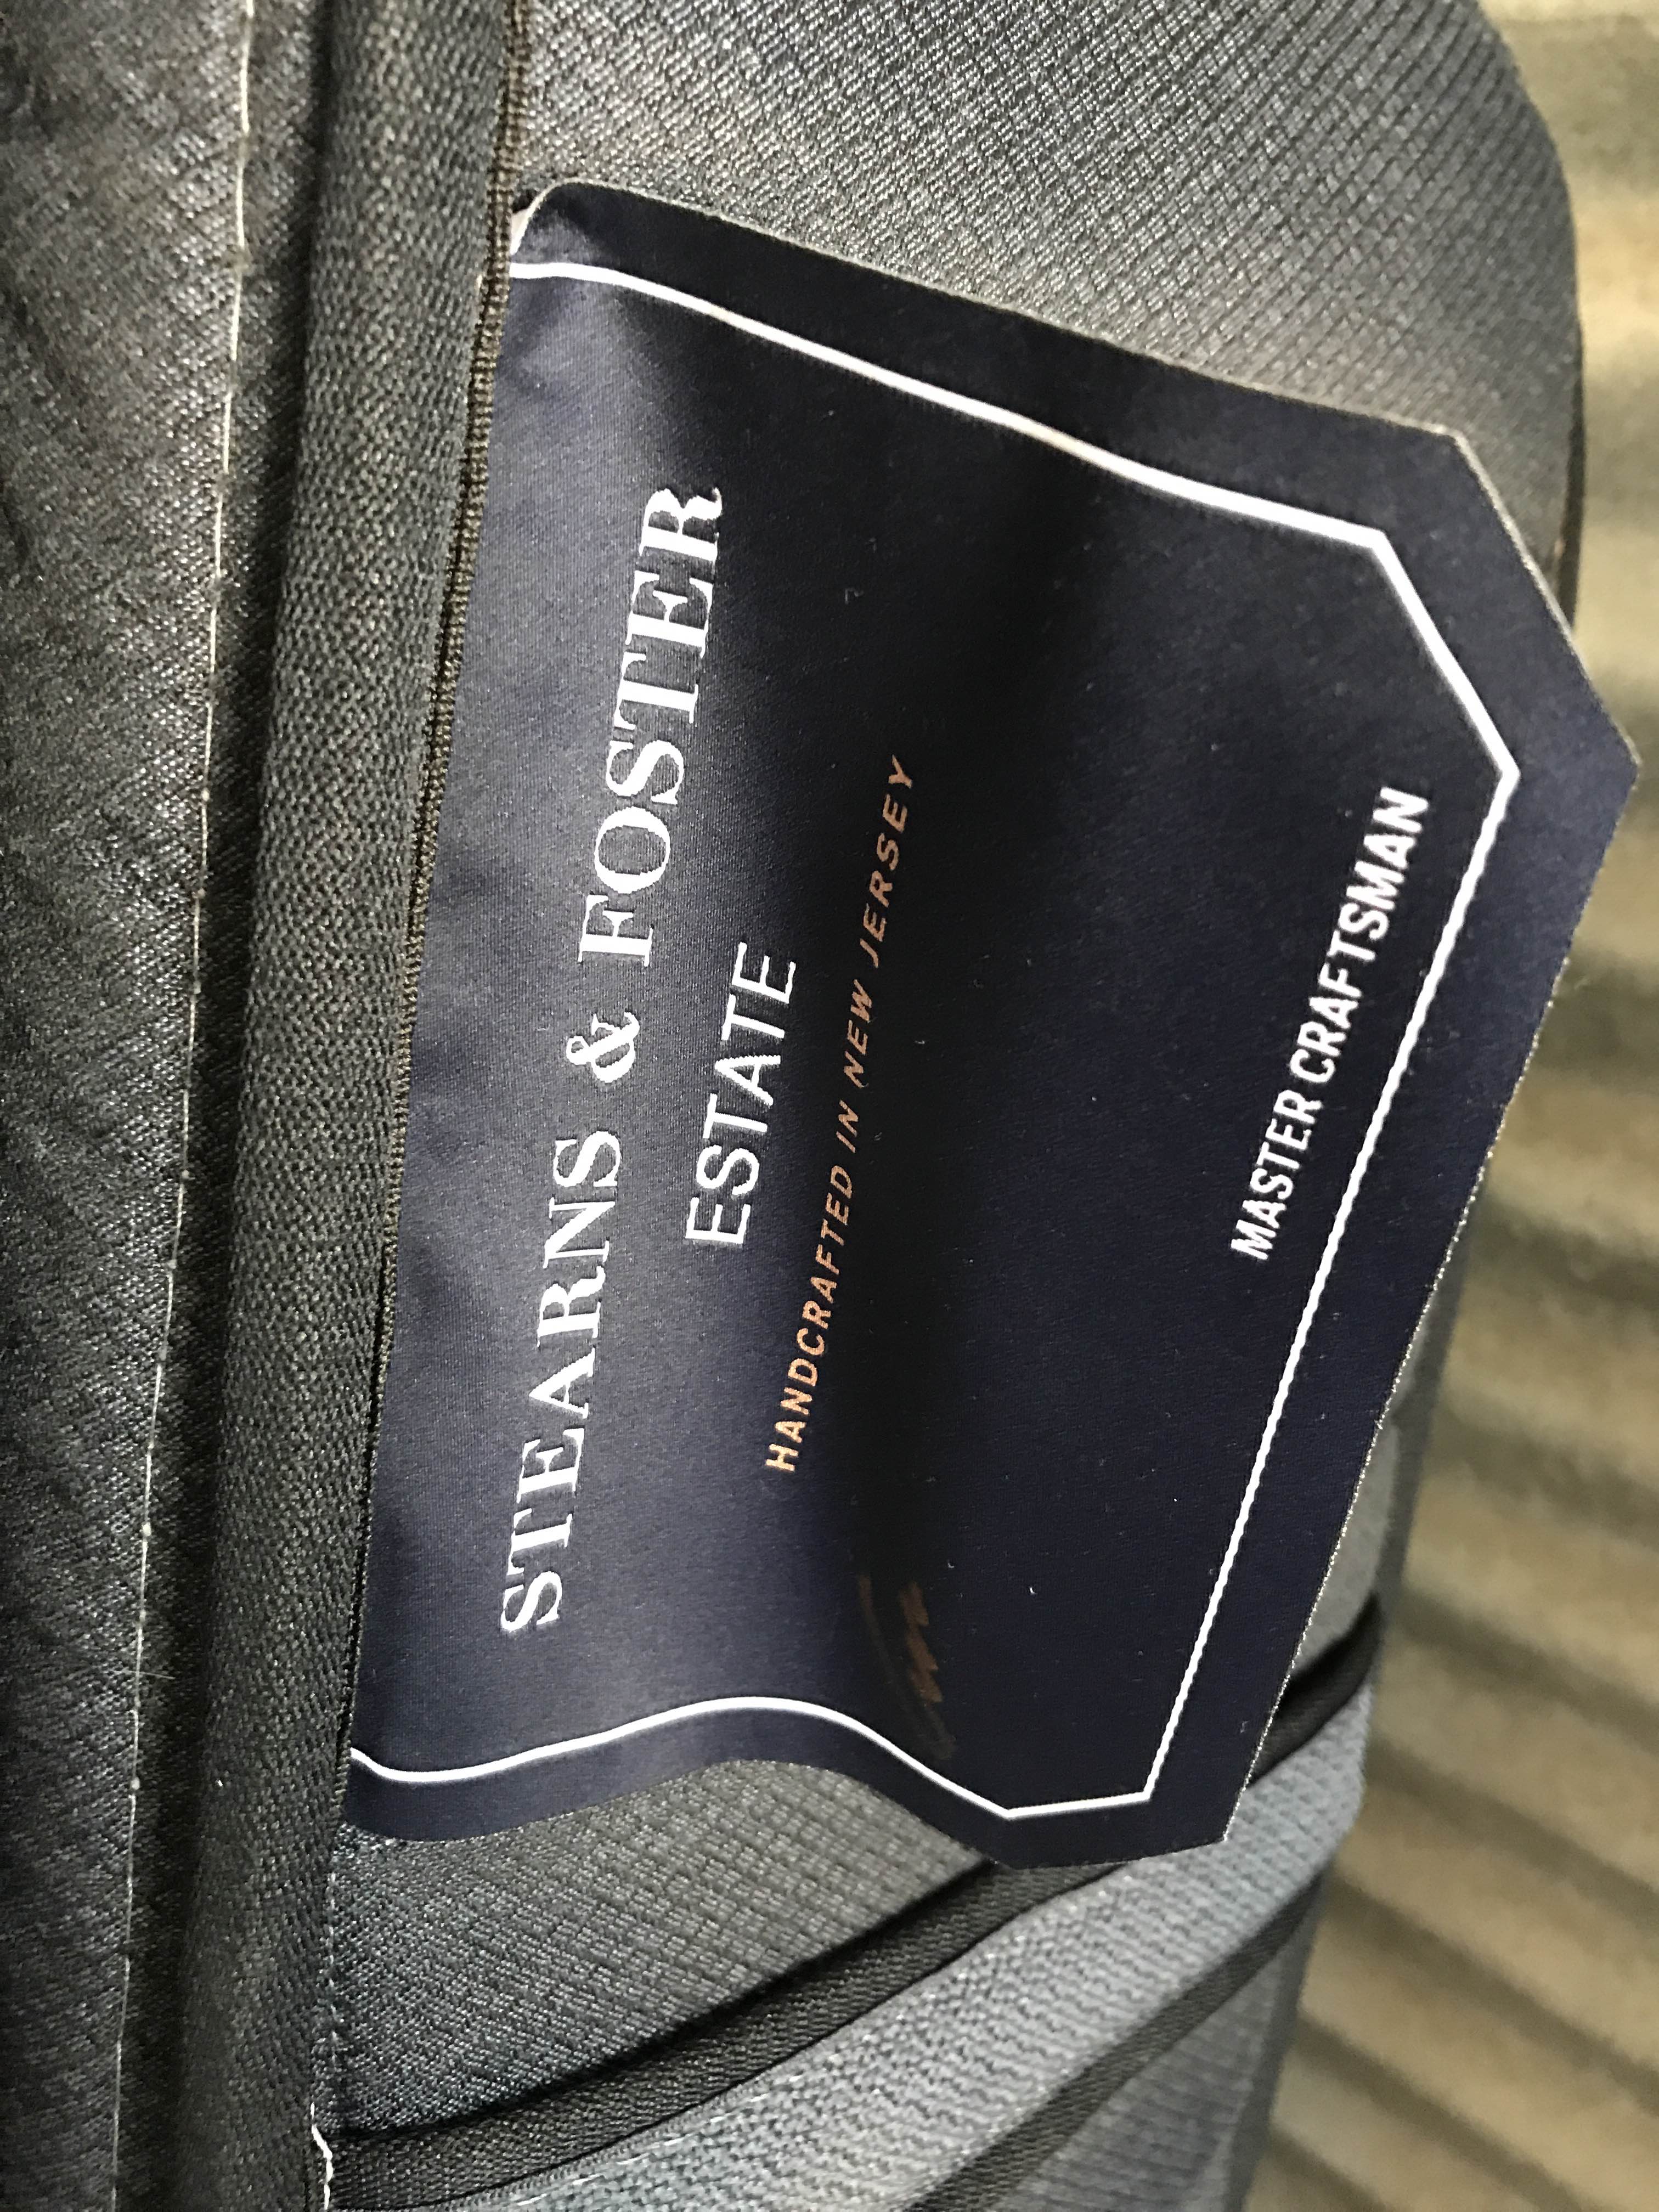 STEARNS & FOSTER
ESTATE
HANDCRAFTED IN NEW JERSEY
MASTER CRAFTSMAN